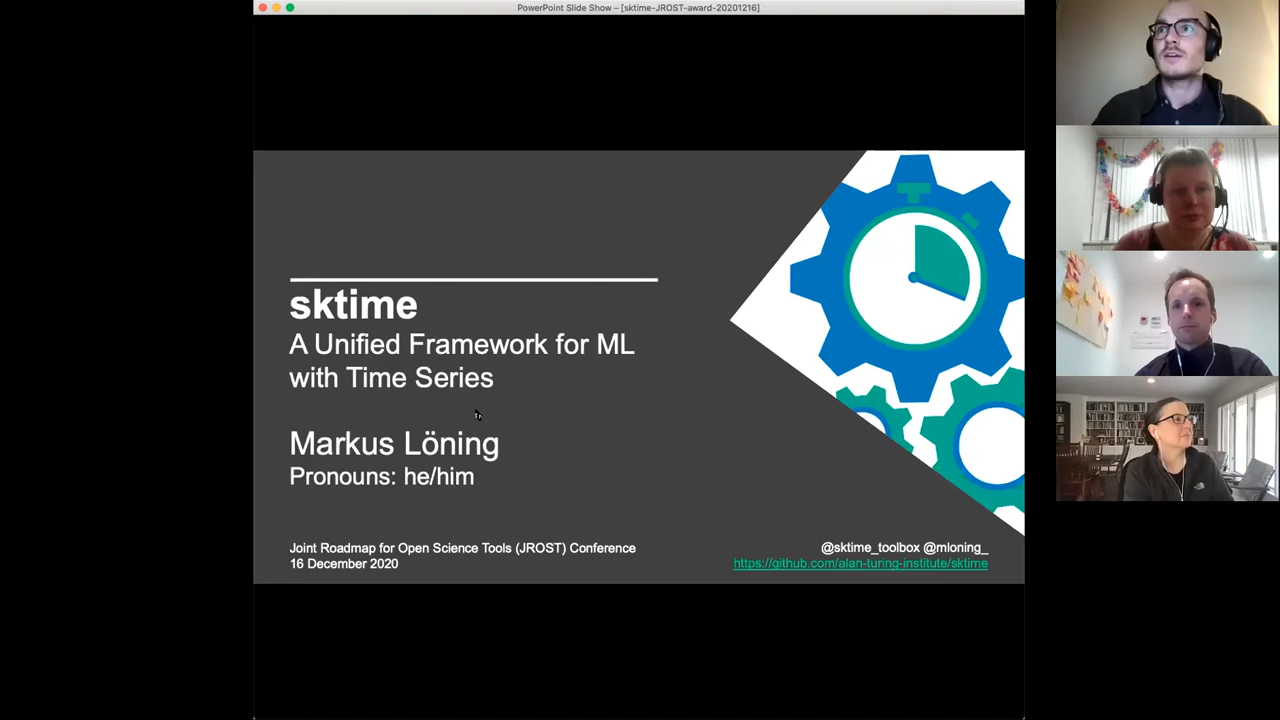 PowerPoint Slide Show – [sktime-JROST-award-20201216]
sktime
A Unified Framework for ML
with Time Series
Markus Löning
Pronouns: he/him
Joint Roadmap for Open Science Tools (JROST) Conference
16 December 2020
@sktime_toolbox @mloning_
https://github.com/alan-turing-institute/sktime